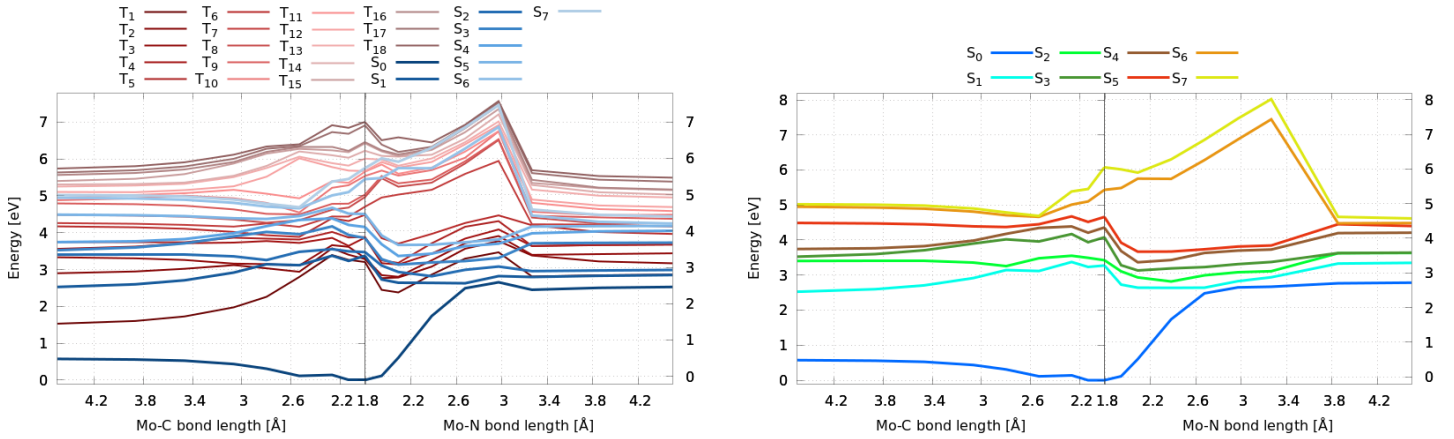 T1 T6 T11 T16 S2 S7
T2 T7 T12 T17 S3
T3 T8 T13 T18 S4
T4 T9 T14 S0 S5
T5 T10 T15 S1 S6
7 6 5 4 3 2 1 0
Energy [eV]
4.2 3.8 3.4 3 2.6 2.2 1.8 2.2 2.6 3 3.4 3.8 4.2
7 6 5 4 3 2 1 0
Mo-C bond length [Å] Mo-N bond length [Å]
S0 S2 S4 S6
S1 S3 S5 S7
8 7 6 5 4 3 2 1 0
Energy [eV]
4.2 3.8 3.4 3 2.6 2.2 1.8 2.2 2.6 3 3.4 3.8 4.2
8 7 6 5 4 3 2 1 0
Mo-C bond length [Å] Mo-N bond length [Å]